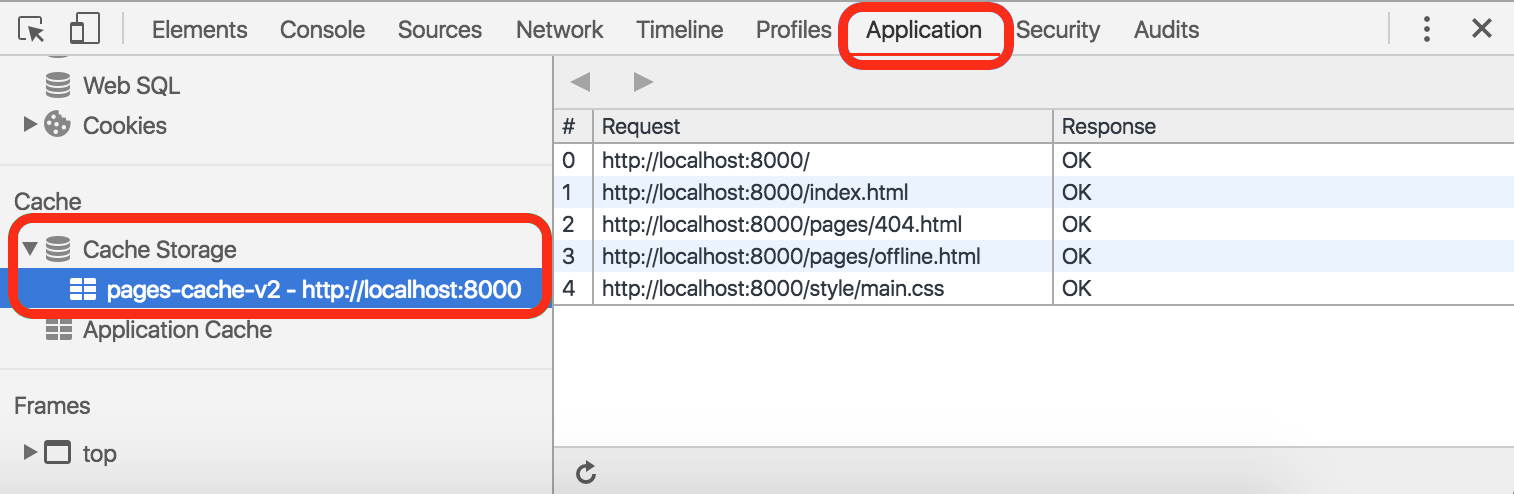 Elements Console Sources Network Timeline Profiles Application Security Audits
Web SQL
Cookies
Cache
Cache Storage
pages-cache-v2 - http://localhost:8000
Application Cache
Frames
top
# Request Response
0 http://localhost:8000/ OK
1 http://localhost:8000/index.html OK
2 http://localhost:8000/pages/404.html OK
3 http://localhost:8000/pages/offline.html OK
4 http://localhost:8000/style/main.css OK